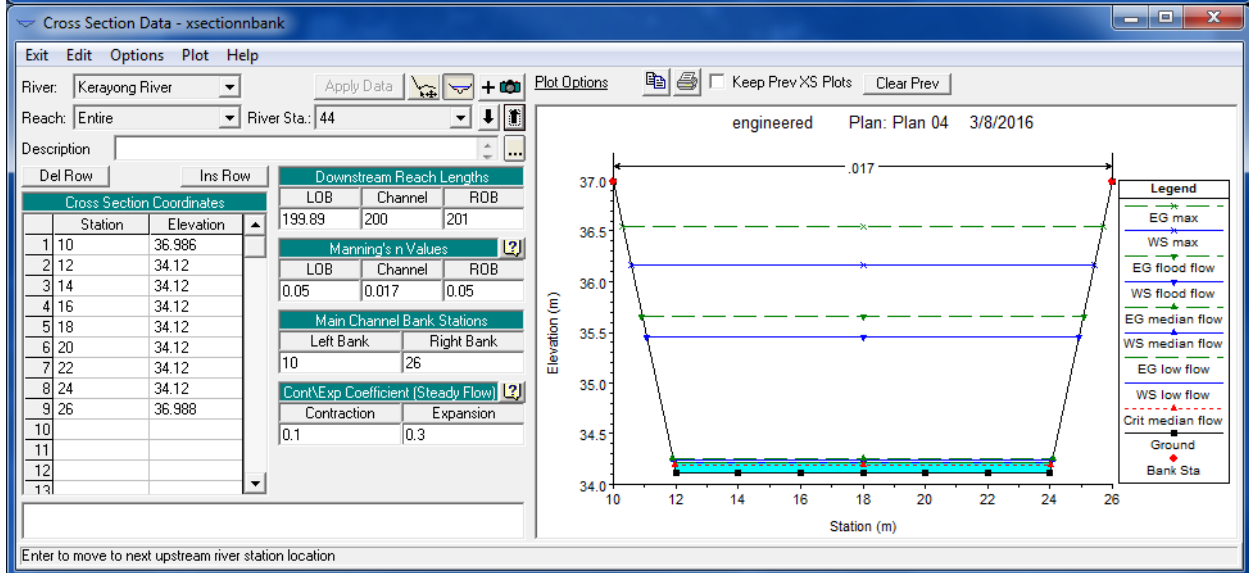 Cross Section Data - xsectionnbank
Exit Edit Options Plot Help
River: Kerayong River Apply Data + Plot Options Keep Prev XS Plots Clear Prev
Reach: Entire River Sta.: 44
Description ...
Del Row Ins Row
Cross Section Coordinates
Station Elevation
1 10 36.986
2 12 34.12
3 14 34.12
4 16 34.12
5 18 34.12
6 20 34.12
7 22 34.12
8 24 34.12
9 26 36.988
10
11
12
13
Downstream Reach Lengths
LOB Channel ROB
199.89 200 201
Manning's n Values
LOB Channel ROB
0.05 0.017 0.05
Main Channel Bank Stations
Left Bank Right Bank
10 26
Cont\Exp Coefficient (Steady Flow)
Contraction Expansion
0.1 0.3
engineered Plan: Plan 04 3/8/2016
.017
37.0
36.5
36.0
35.5
35.0
34.5
34.0
Elevation (m)
10 12 14 16 18 20 22 24 26
Station (m)
Legend
EG max
WS max
EG flood flow
WS flood flow
EG median flow
WS median flow
EG low flow
WS low flow
Crit median flow
Ground
Bank Sta
Enter to move to next upstream river station location